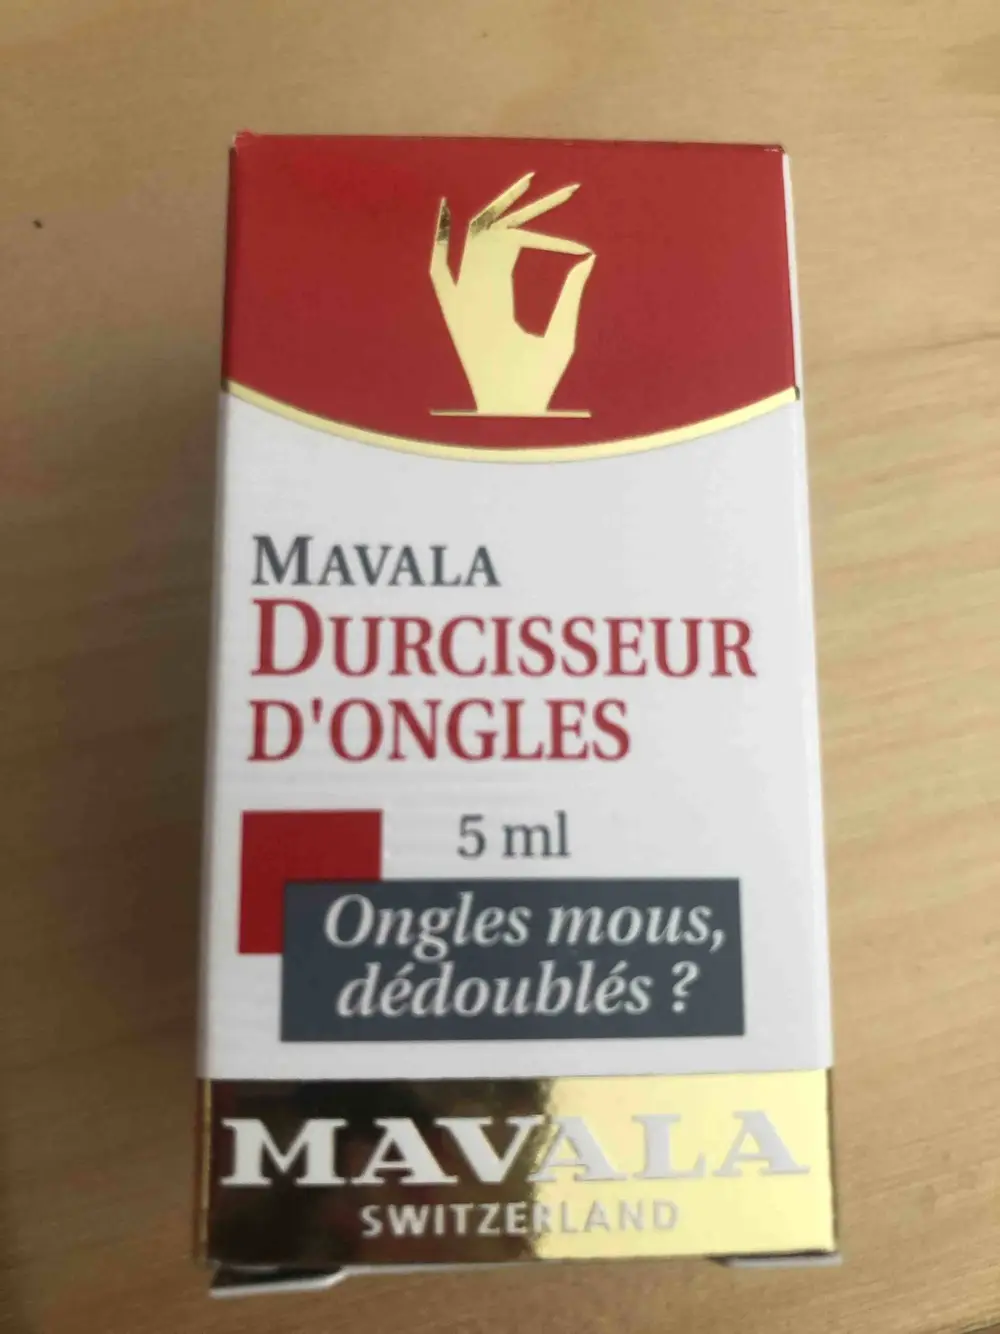 MAVALA
DURCISSEUR
D'ONGLES
5 ml
Ongles mous,
dédoublés ?
MAVALA
SWITZERLAND